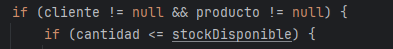 if (cliente != null && producto != null) {
if (cantidad <= stockDisponible) {